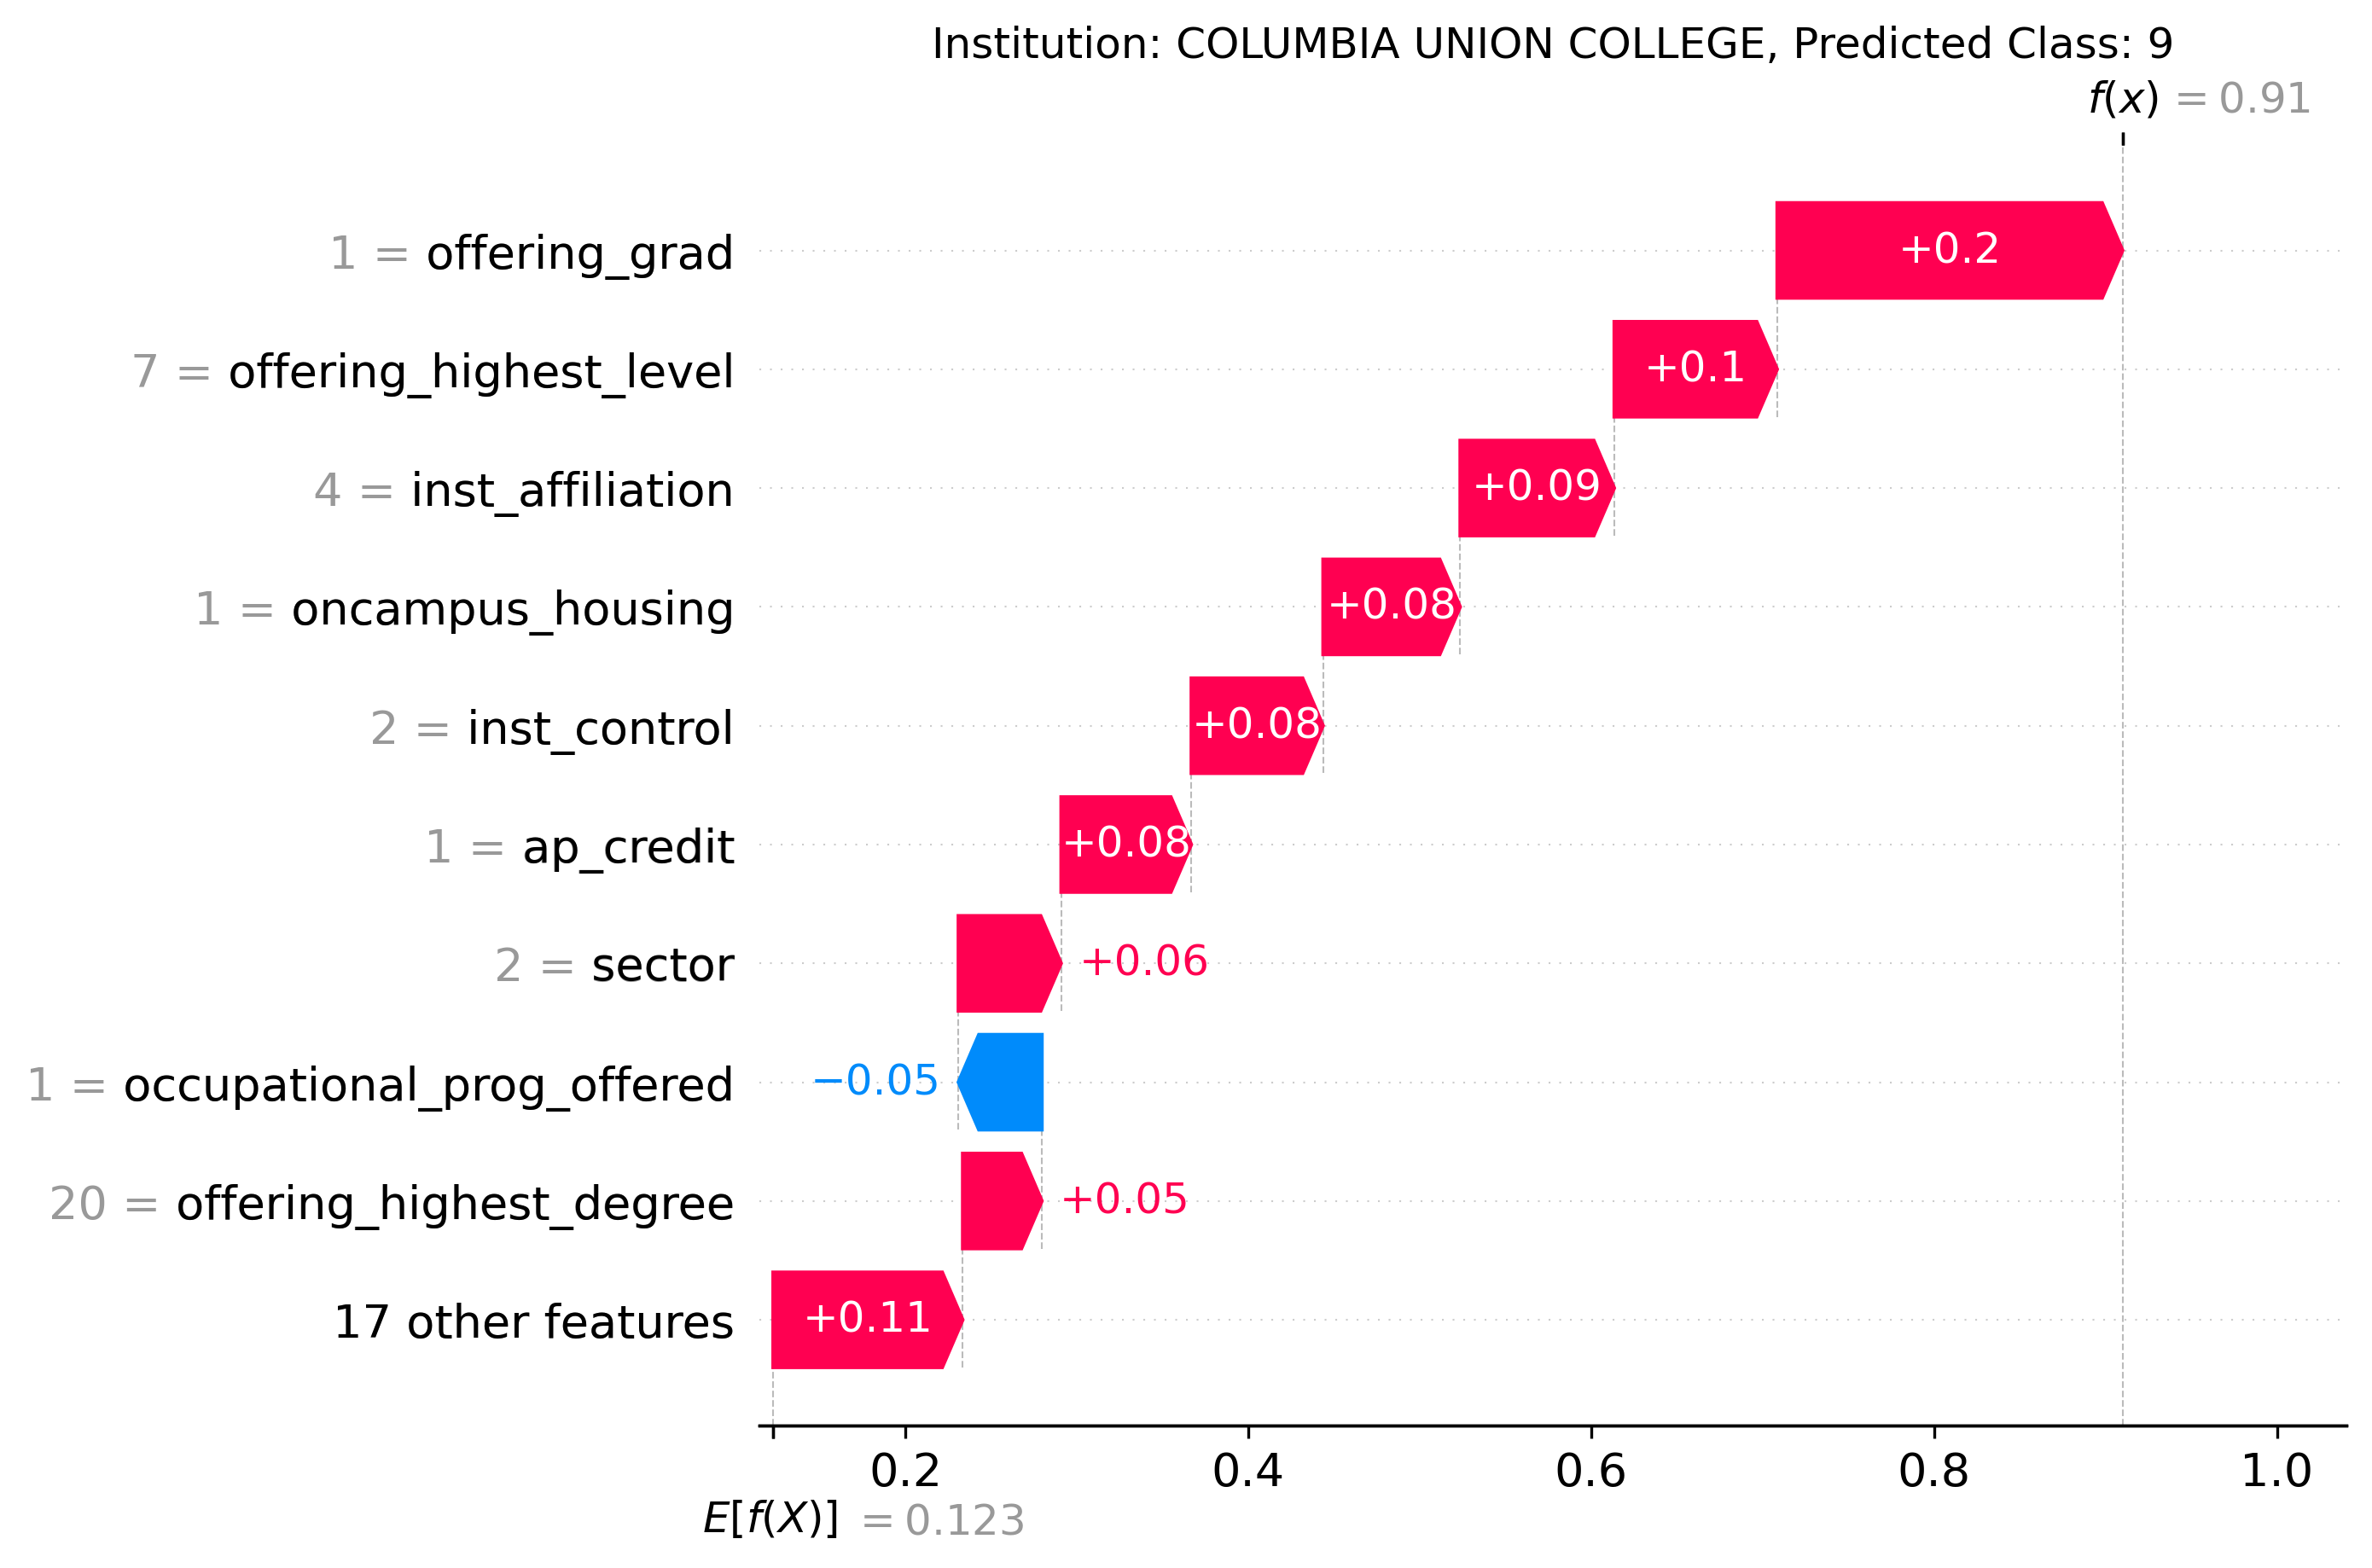 Institution: COLUMBIA UNION COLLEGE, Predicted Class: 9
f(x) = 0.91
1 = offering_grad +0.2
7 = offering_highest_level +0.1
4 = inst_affiliation +0.09
1 = oncampus_housing +0.08
2 = inst_control +0.08
1 = ap_credit +0.08
2 = sector +0.06
1 = occupational_prog_offered −0.05
20 = offering_highest_degree +0.05
17 other features +0.11
0.2 0.4 0.6 0.8 1.0
E[f(X)] = 0.123